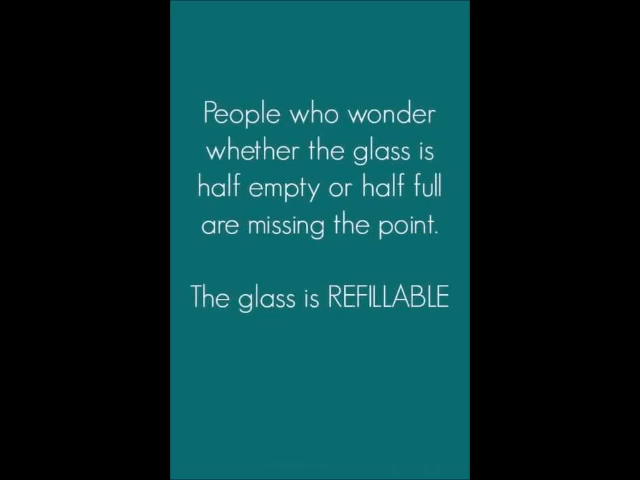 People who wonder
whether the glass is
half empty or half full
are missing the point.
The glass is REFILLABLE